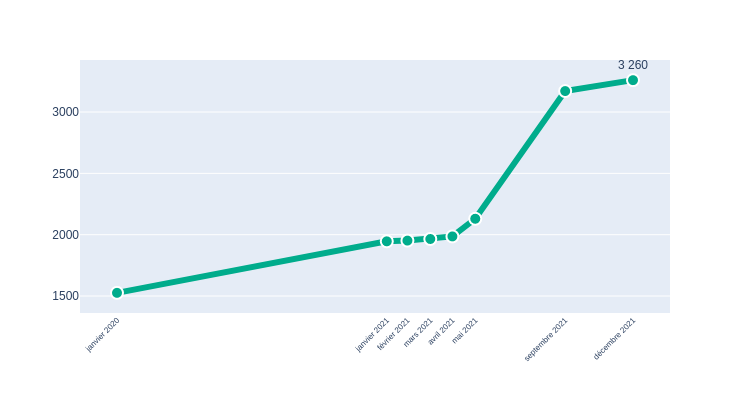 3 260
3000
2500
2000
1500
janvier 2020
janvier 2021
février 2021
mars 2021
avril 2021
mai 2021
septembre 2021
décembre 2021